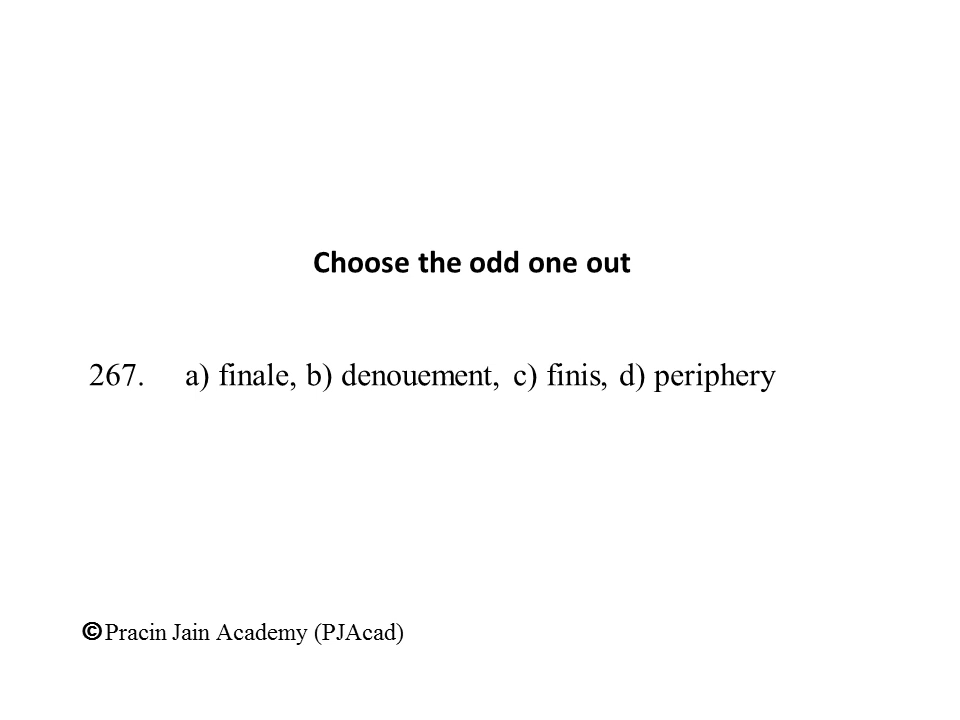 Choose the odd one out
267. a) finale, b) denouement, c) finis, d) periphery
©Pracin Jain Academy (PJAcad)